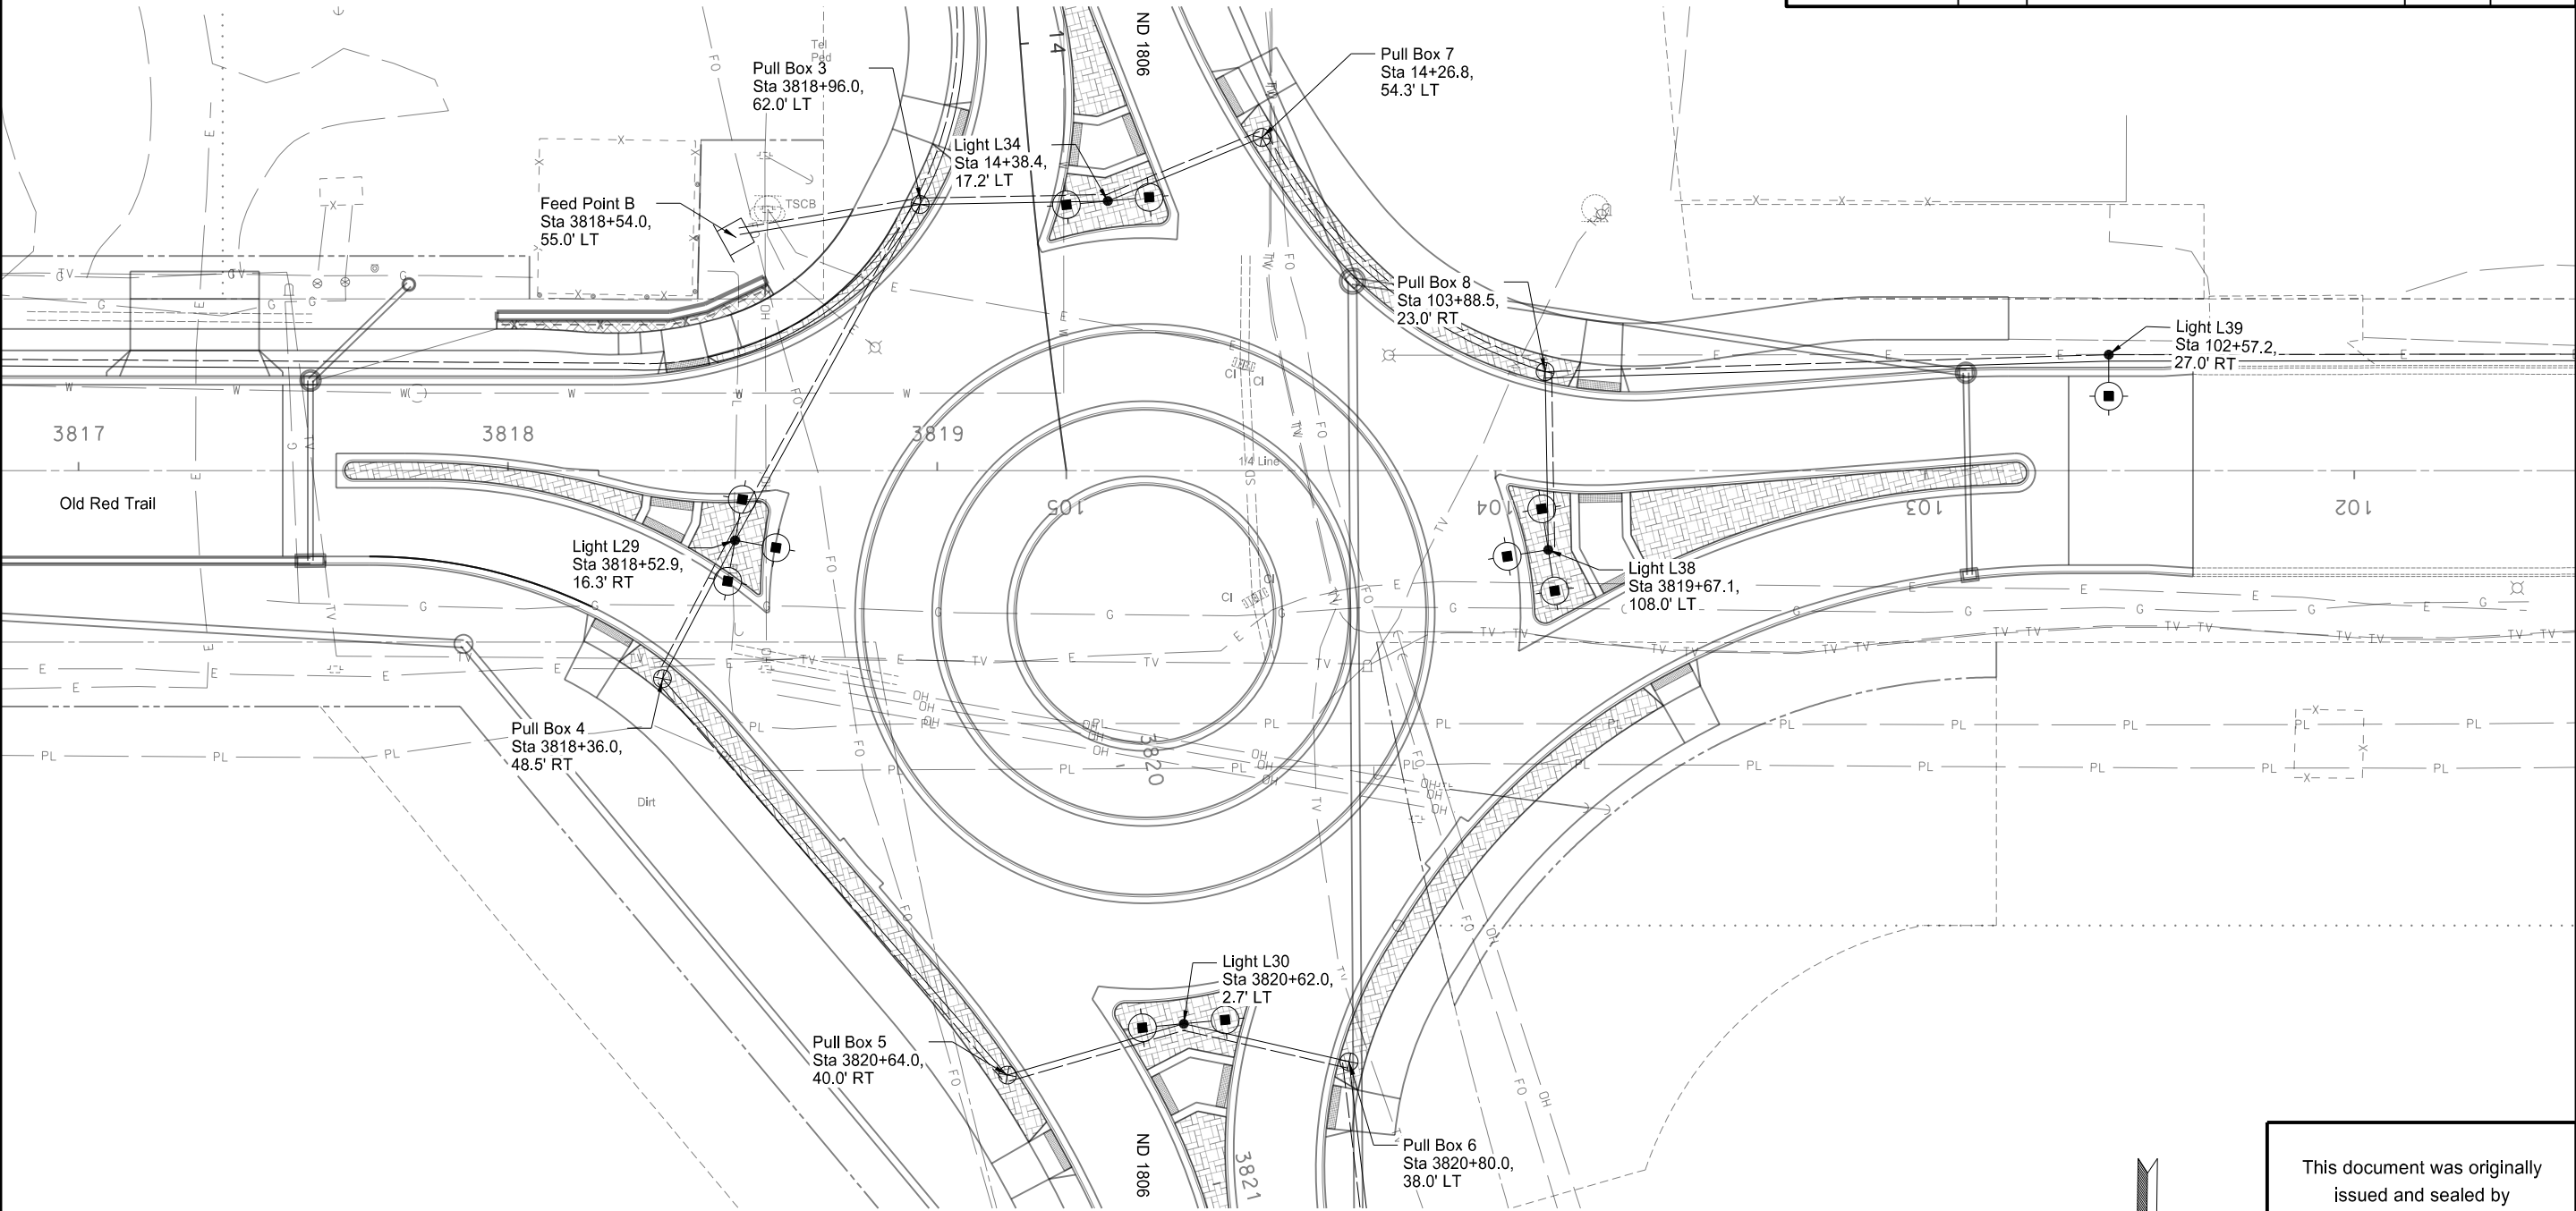 ND 1806
14
Tel
Ped
Pull Box 3
Sta 3818+96.0,
62.0' LT
Pull Box 7
Sta 14+26.8,
54.3' LT
Light L34
Sta 14+38.4,
17.2' LT
Feed Point B
Sta 3818+54.0,
55.0' LT
TSCB
Pull Box 8
Sta 103+88.5,
23,0' RT
Light L39
Sta 102+57.2,
27.0' RT
3817
3818
3819
CI
CI
1/4 Line
Old Red Trail
105
104
103
102
Light L29
Sta 3818+52.9,
16.3' RT
Light L38
Sta 3819+67.1,
108.0' LT
CI
CI
Pull Box 4
Sta 3818+36.0,
48.5' RT
3820
Dirt
Light L30
Sta 3820+62.0,
2.7' LT
Pull Box 5
Sta 3820+64.0,
40.0' RT
ND 1806
3821
Pull Box 6
Sta 3820+80.0,
38.0' LT
This document was originally
issued and sealed by